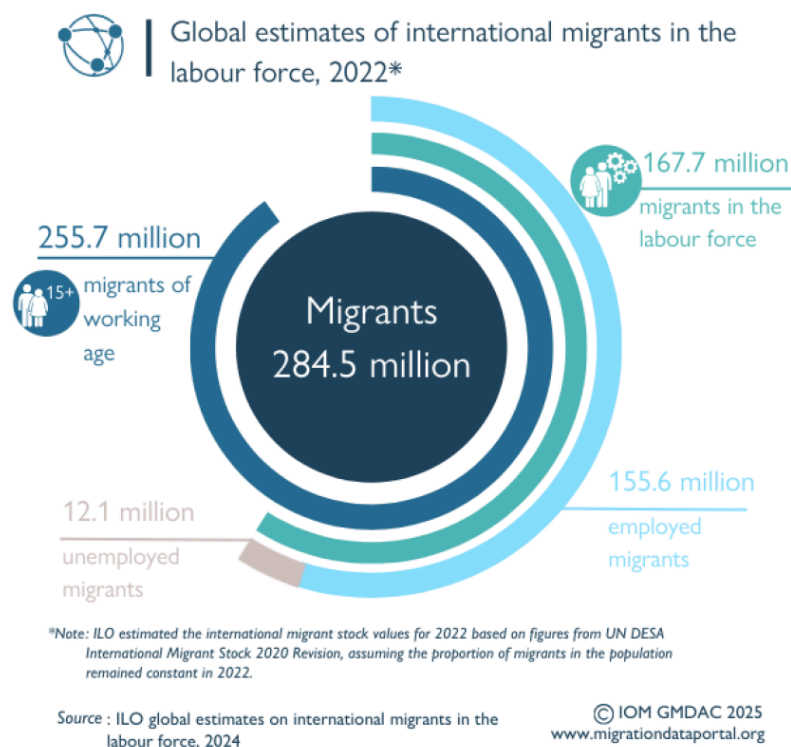 Global estimates of international migrants in the
labour force, 2022*
167.7 million
migrants in the
labour force
255.7 million
15+
migrants of
working
age
Migrants
284.5 million
155.6 million
employed
migrants
12.1 million
unemployed
migrants
*Note: ILO estimated the international migrant stock values for 2022 based on figures from UN DESA
International Migrant Stock 2020 Revision, assuming the proportion of migrants in the population
remained constant in 2022.
Source : ILO global estimates on international migrants in the
labour force, 2024
© IOM GMDAC 2025
www.migrationdataportal.org